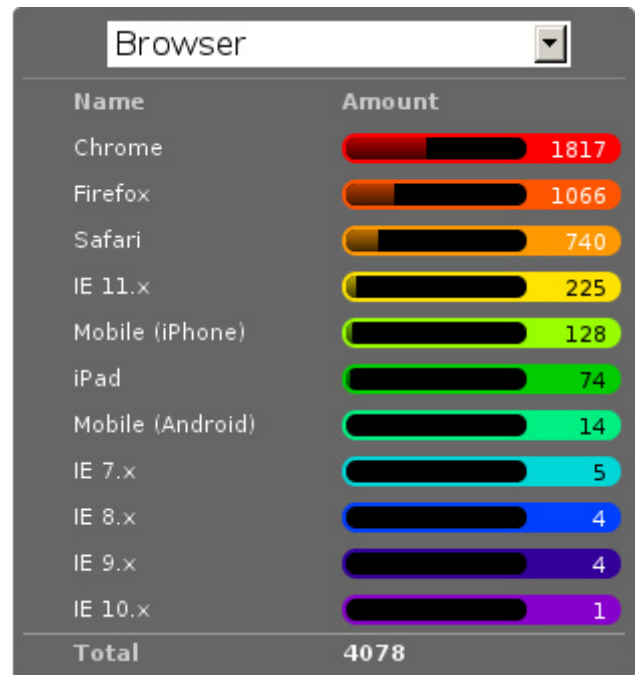 Browser
Name Amount
Chrome 1817
Firefox 1066
Safari 740
IE 11.x 225
Mobile (iPhone) 128
iPad 74
Mobile (Android) 14
IE 7.x 5
IE 8.x 4
IE 9.x 4
IE 10.x 1
Total 4078